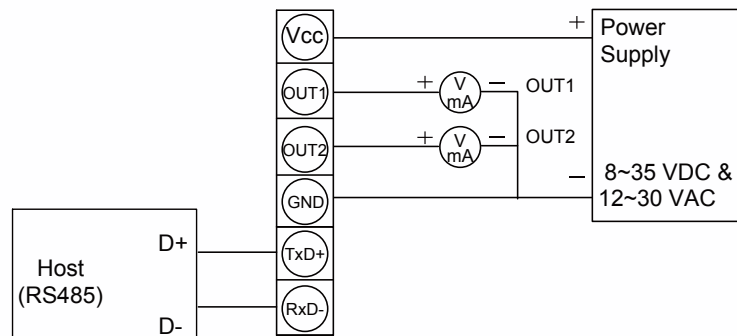 Vcc
+
Power
Supply
OUT1
+
V
mA
−
OUT1
OUT2
+
V
mA
−
OUT2
GND
−
8~35 VDC &
12~30 VAC
D+
TxD+
Host
(RS485)
RxD-
D-